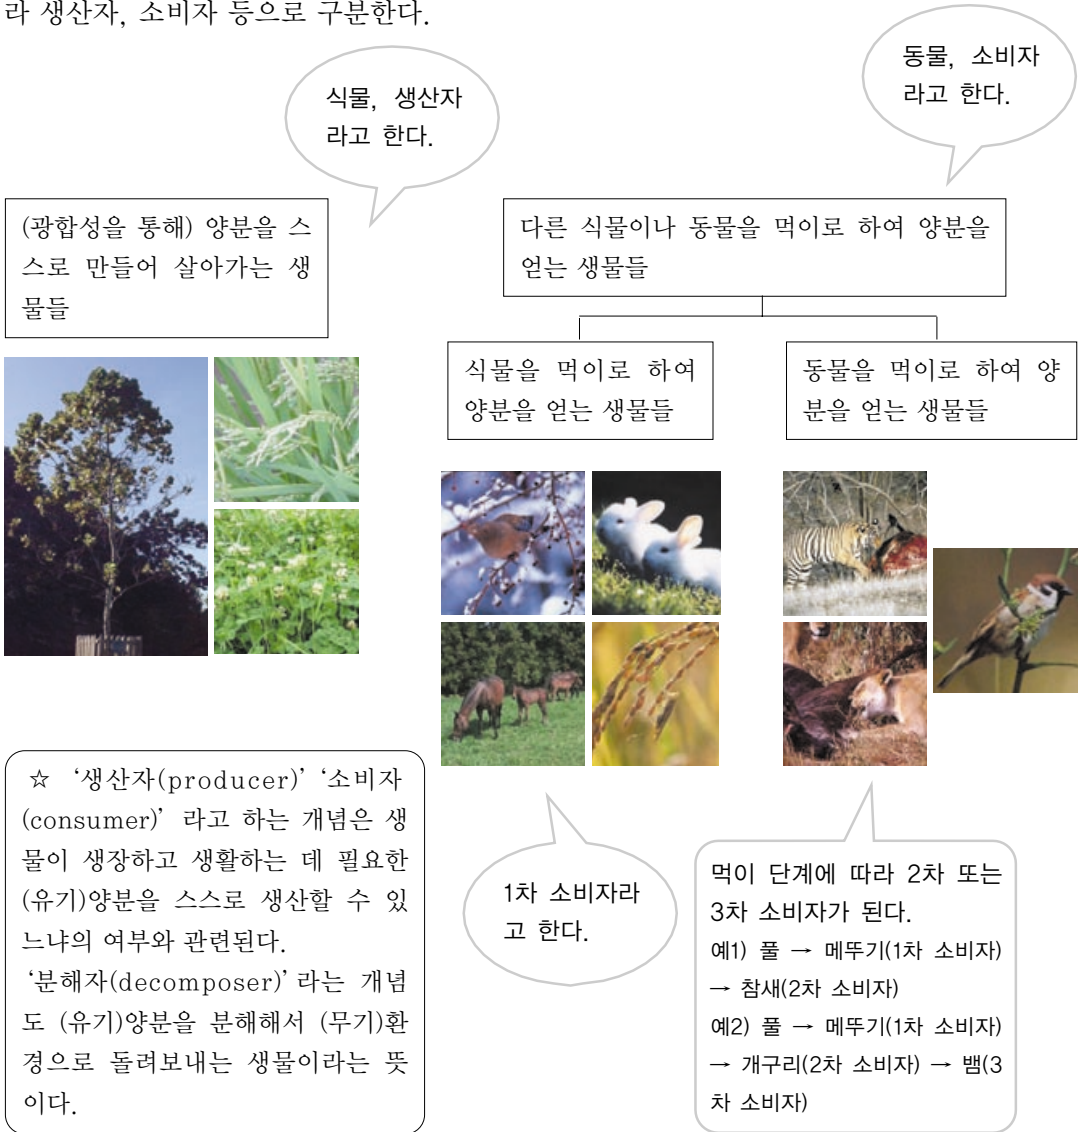 라 생산자, 소비자 등으로 구분한다.
식물, 생산자
라고 한다.
동물, 소비자
라고 한다.
(광합성을 통해) 양분을 스
스로 만들어 살아가는 생
물들
다른 식물이나 동물을 먹이로 하여 양분을
얻는 생물들
식물을 먹이로 하여
양분을 얻는 생물들
동물을 먹이로 하여 양
분을 얻는 생물들
☆ ‘생산자(producer)’ ‘소비자
(consumer)’ 라고 하는 개념은 생
물이 생장하고 생활하는 데 필요한
(유기)양분을 스스로 생산할 수 있
느냐의 여부와 관련된다.
‘분해자(decomposer)’라는 개념
도 (유기)양분을 분해해서 (무기)환
경으로 돌려보내는 생물이라는 뜻
이다.
1차 소비자라
고 한다.
먹이 단계에 따라 2차 또는
3차 소비자가 된다.
예1) 풀 → 메뚜기(1차 소비자)
→ 참새(2차 소비자)
예2) 풀 → 메뚜기(1차 소비자)
→ 개구리(2차 소비자) → 뱀(3
차 소비자)